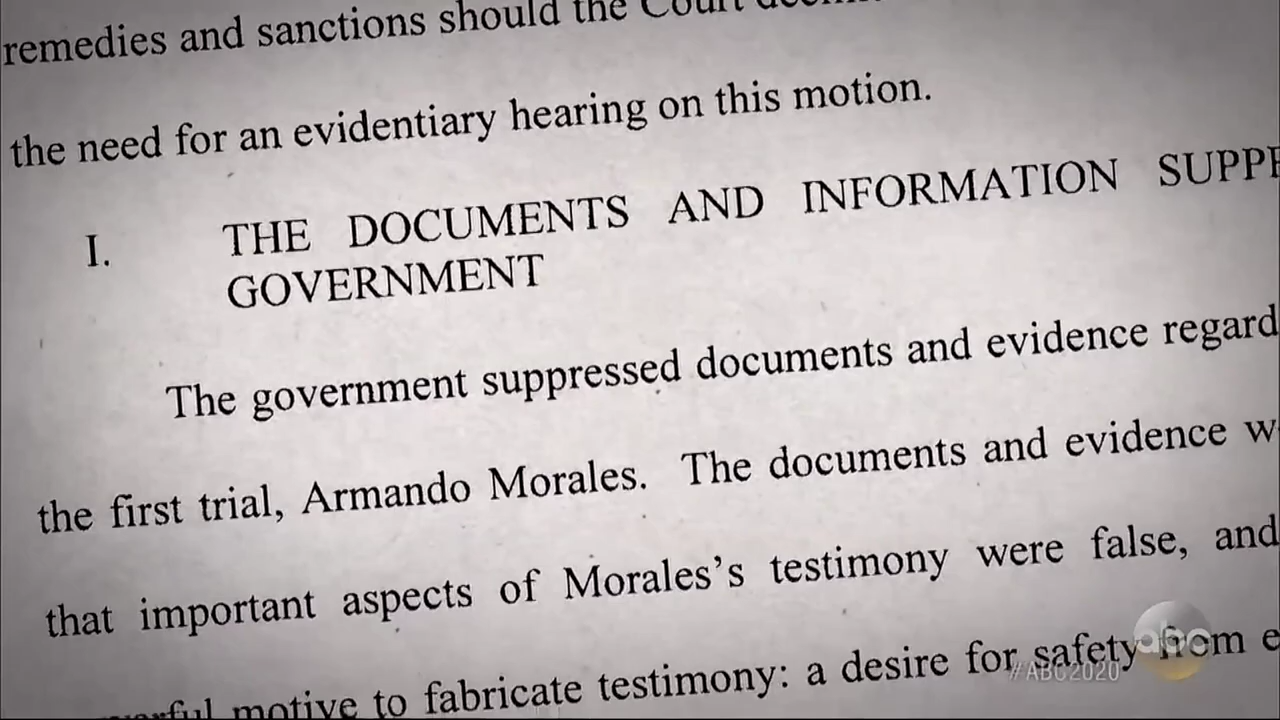 remedies and sanctions should the Court
the need for an evidentiary hearing on this motion.
I. THE DOCUMENTS AND INFORMATION
GOVERNMENT
The government suppressed documents and evidence
the first trial, Armando Morales. The documents and evidence
that important aspects of Morales's testimony were false, and
motive to fabricate testimony: a desire for safety from
abc
#ABC2020